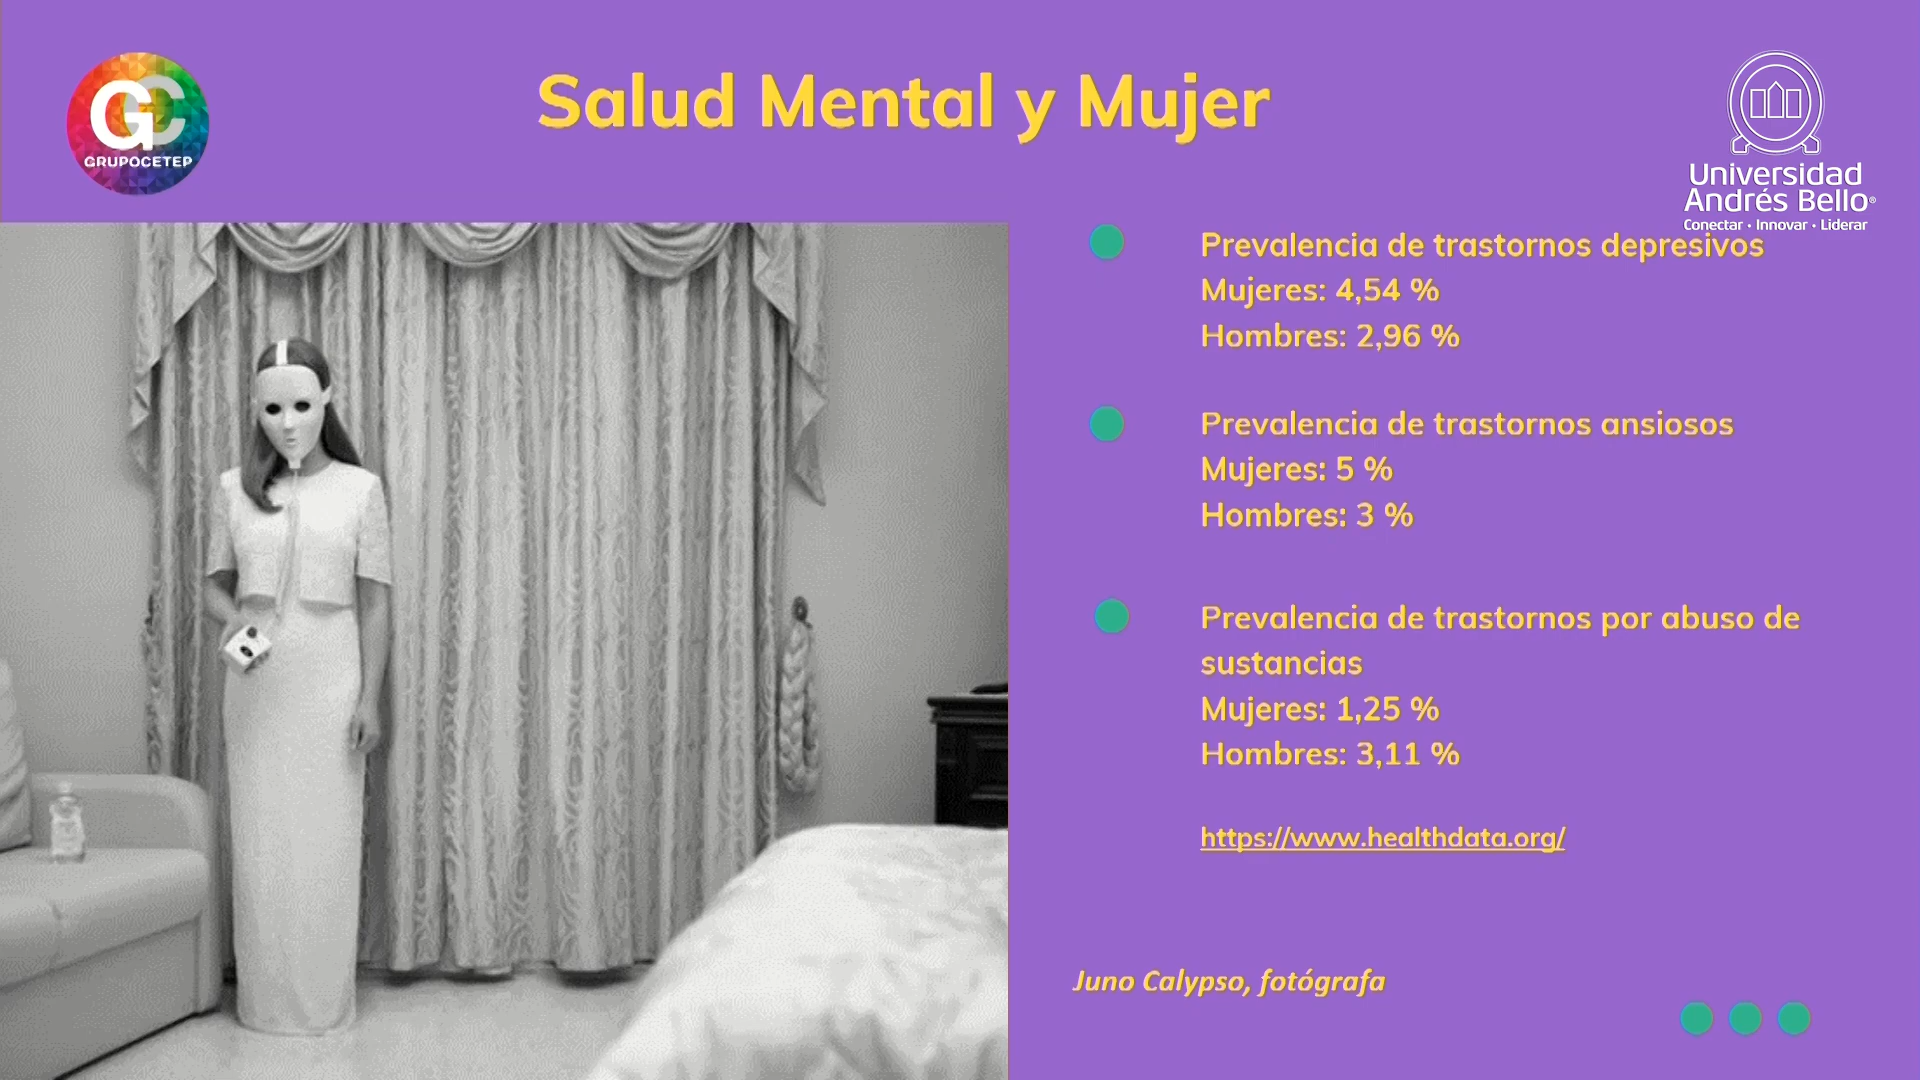 GC
GRUPOCETEP
Salud Mental y Mujer
Universidad
Andrés Bello®
Conectar · Innovar · Liderar
Prevalencia de trastornos depresivos
Mujeres: 4,54 %
Hombres: 2,96 %
Prevalencia de trastornos ansiosos
Mujeres: 5 %
Hombres: 3 %
Prevalencia de trastornos por abuso de
sustancias
Mujeres: 1,25 %
Hombres: 3,11 %
https://www.healthdata.org/
Juno Calypso, fotógrafa